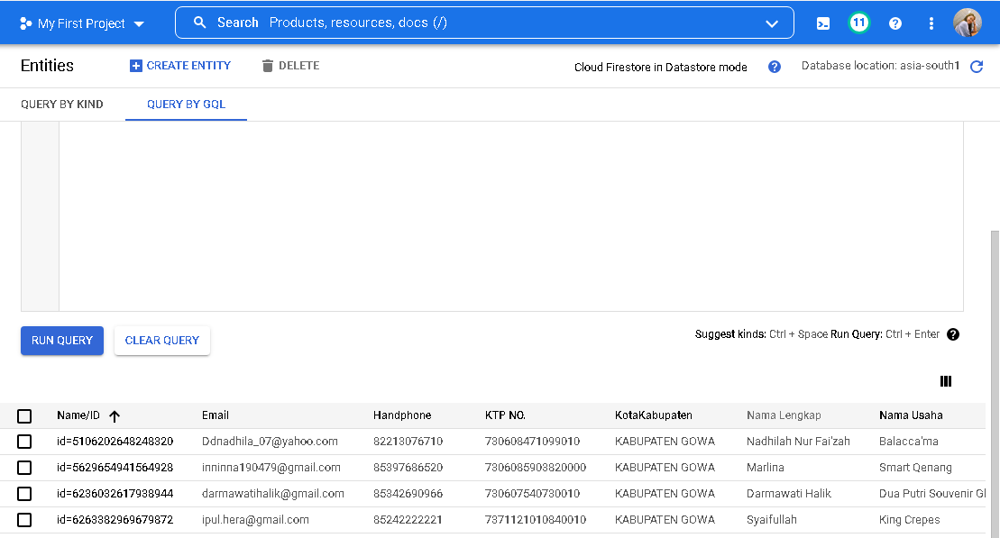 My First Project Search Products, resources, docs (/) 11
Entities CREATE ENTITY DELETE Cloud Firestore in Datastore mode Database location: asia-south1
QUERY BY KIND QUERY BY GQL
RUN QUERY CLEAR QUERY Suggest kinds: Ctrl + Space Run Query: Ctrl + Enter
Name/ID Email Handphone KTP NO. KotaKabupaten Nama Lengkap Nama Usaha
id=5106202648248320 Ddnadhila_07@yahoo.com 82213076710 730608471099010 KABUPATEN GOWA Nadhilah Nur Fai'zah Balacca'ma
id=5629654941564928 inninna190479@gmail.com 85397686520 7306085903820000 KABUPATEN GOWA Marlina Smart Qenang
id=6236032617938944 darmawatihalik@gmail.com 85342690966 730607540730010 KABUPATEN GOWA Darmawati Halik Dua Putri Souvenir Gl
id=6263382969679872 ipul.hera@gmail.com 85242222221 7371121010840010 KABUPATEN GOWA Syaifullah King Crepes